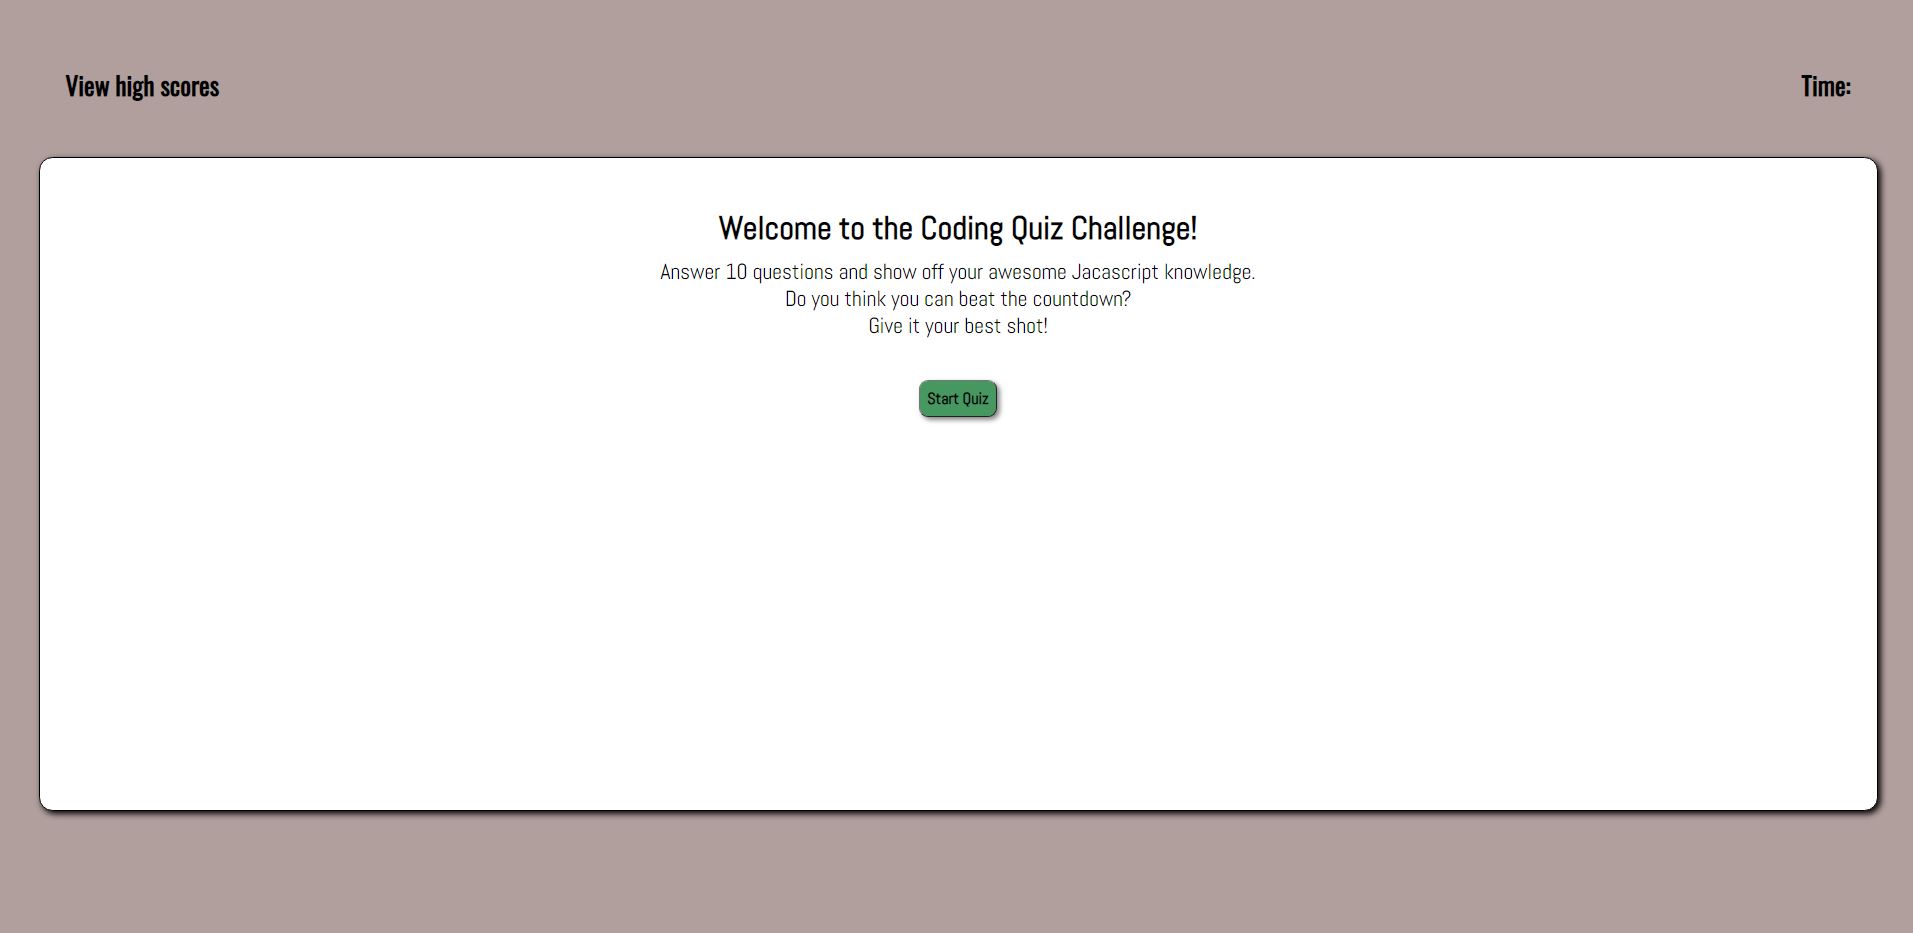 View high scores
Time:
Welcome to the Coding Quiz Challenge!
Answer 10 questions and show off your awesome Jacascript knowledge.
Do you think you can beat the countdown?
Give it your best shot!
Start Quiz